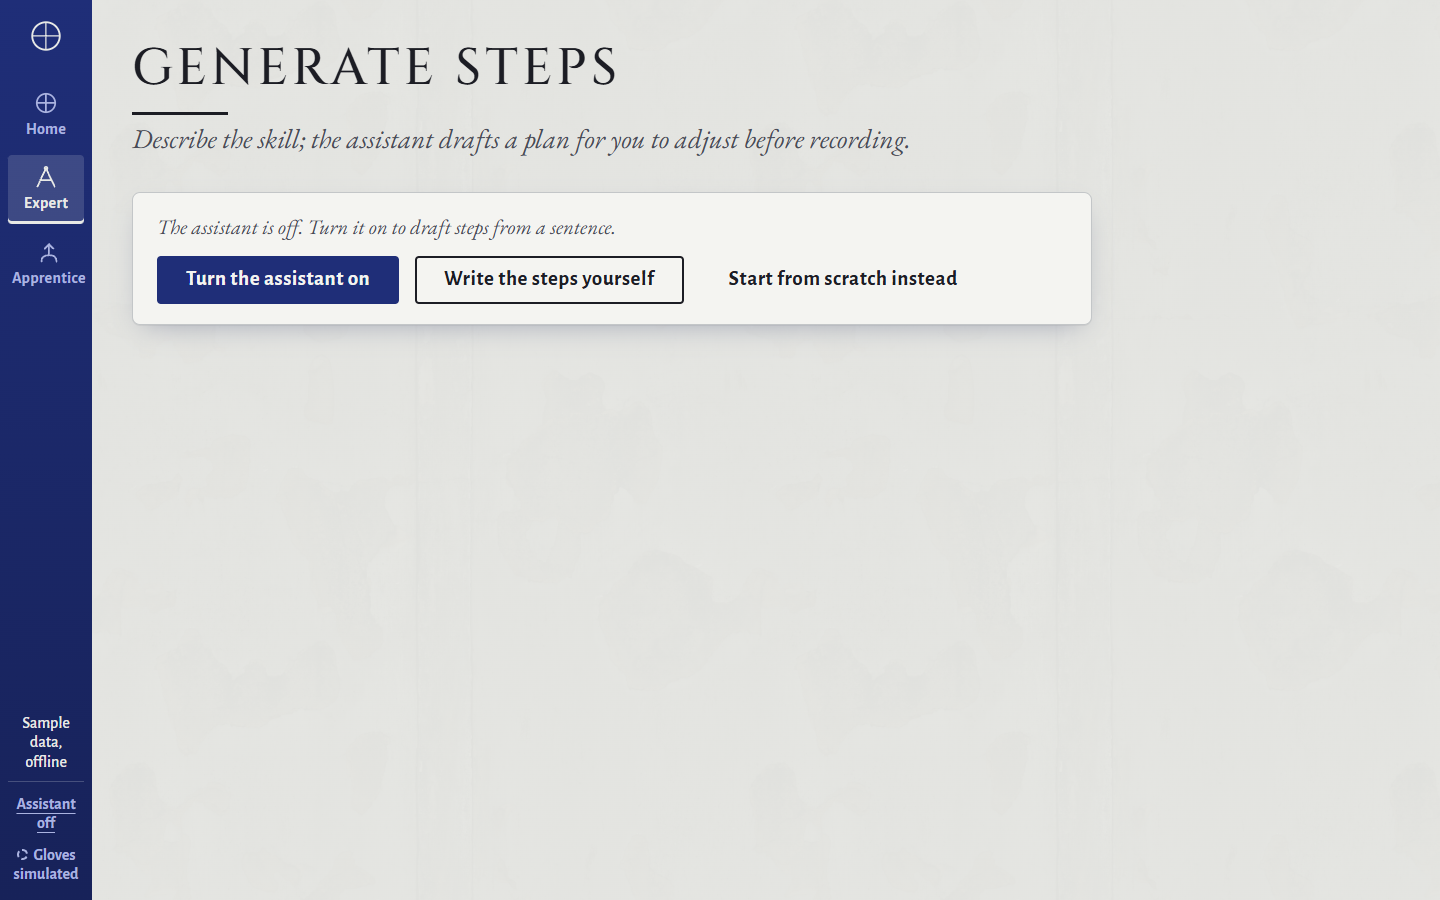 GENERATE STEPS
Describe the skill; the assistant drafts a plan for you to adjust before recording.
The assistant is off. Turn it on to draft steps from a sentence.
Turn the assistant on
Write the steps yourself
Start from scratch instead
Home
Expert
Apprentice
Sample
data,
offline
Assistant
off
Gloves
simulated